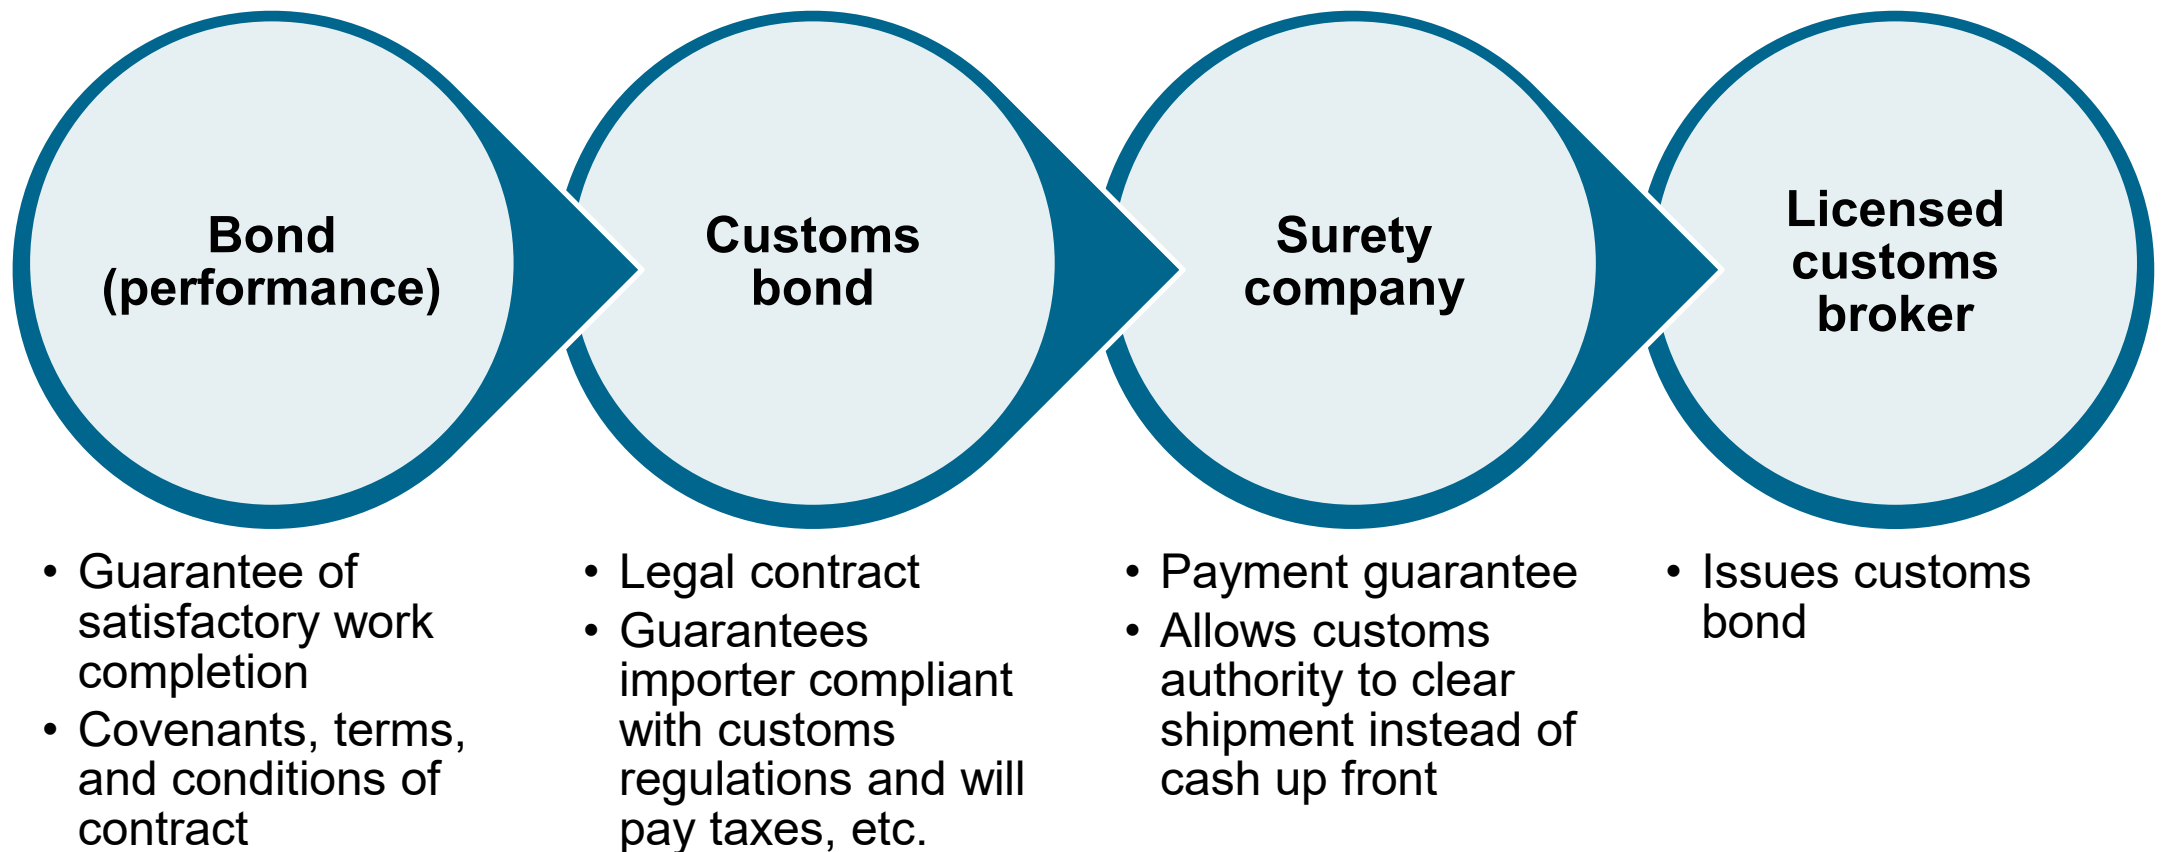 Bond
(performance)
Customs
bond
Surety
company
Licensed
customs
broker
• Guarantee of
satisfactory work
completion
• Covenants, terms,
and conditions of
contract
• Legal contract
• Guarantees
importer compliant
with customs
regulations and will
pay taxes, etc.
• Payment guarantee
• Allows customs
authority to clear
shipment instead of
cash up front
• Issues customs
bond